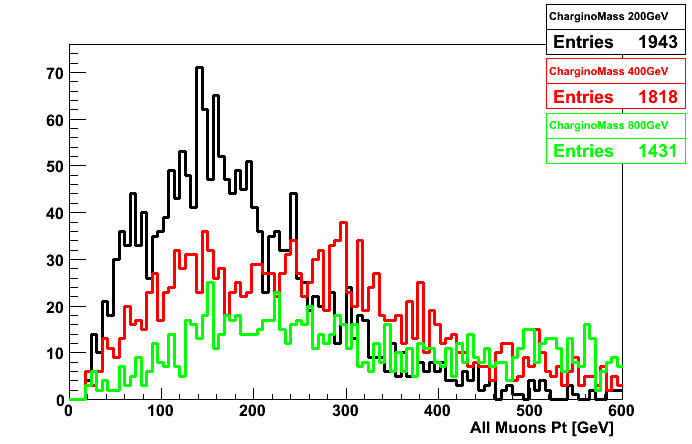 CharginoMass 200GeV
Entries 1943
CharginoMass 400GeV
Entries 1818
CharginoMass 800GeV
Entries 1431
70
60
50
40
30
20
10
0
0 100 200 300 400 500 600
All Muons Pt [GeV]